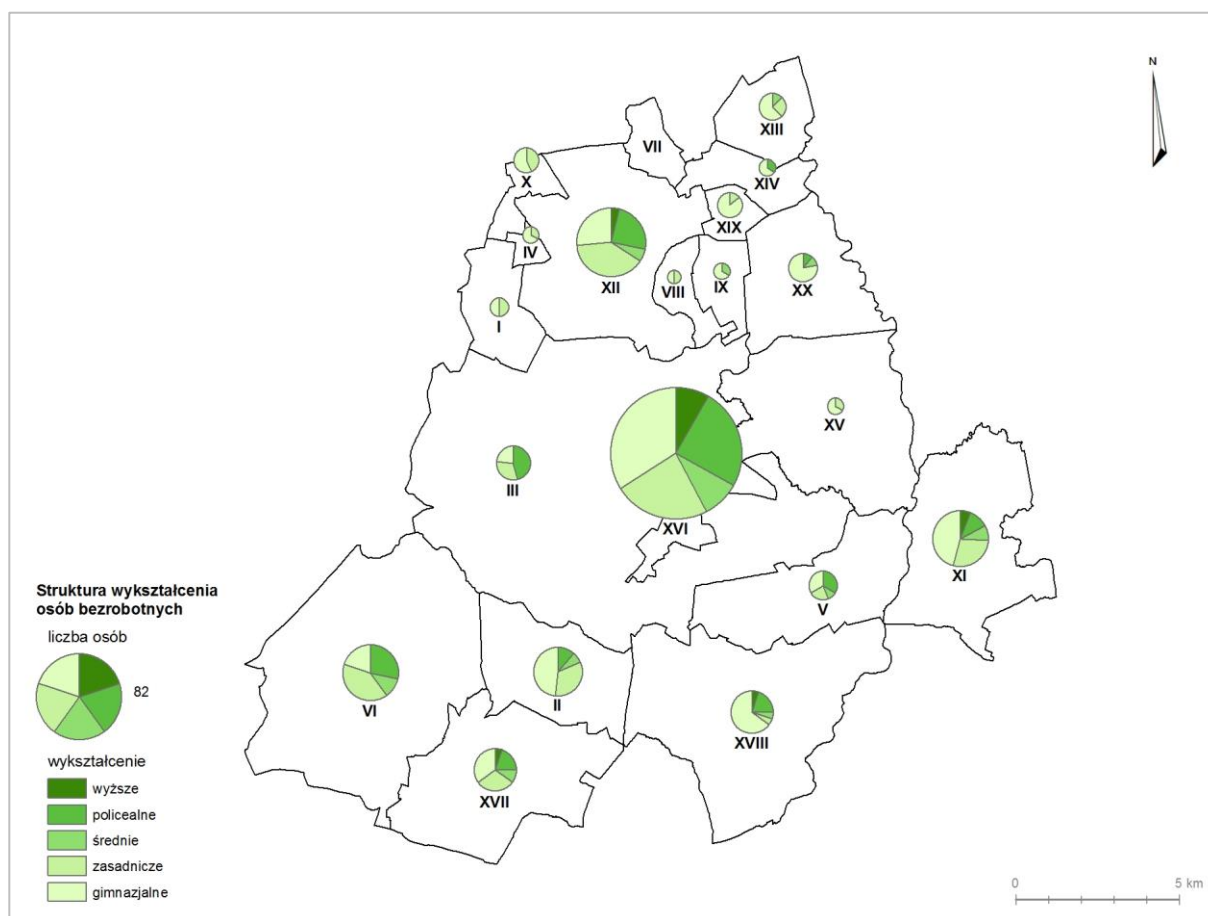 N
XIII
VII
X
XIV
XIX
IV
XII
VIII
IX
XX
I
XV
III
XVI
XI
V
Struktura wykształcenia
osób bezrobotnych
liczba osób
82
VI
II
XVIII
XVII
wykształcenie
wyższe
policealne
średnie
zasadnicze
gimnazjalne
0 5 km